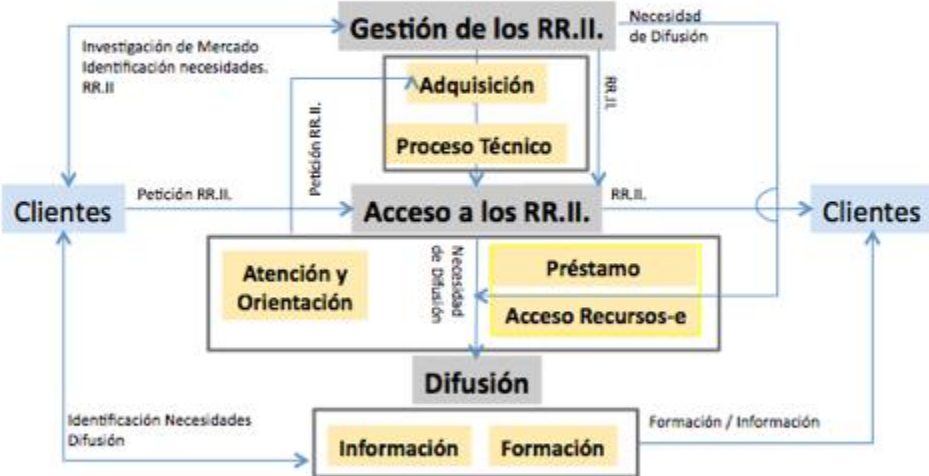 Gestión de los RR.II.
Necesidad
de Difusión
Investigación de Mercado
Identificación necesidades.
RR.II
Adquisición
RR.II.
Petición RR.II.
Proceso Técnico
Clientes
Petición RR.II.
Acceso a los RR.II.
RR.II.
Clientes
Atención y
Orientación
Necesidad
de Difusión
Préstamo
Acceso Recursos-e
Difusión
Identificación Necesidades
Difusión
Información
Formación
Formación / Información